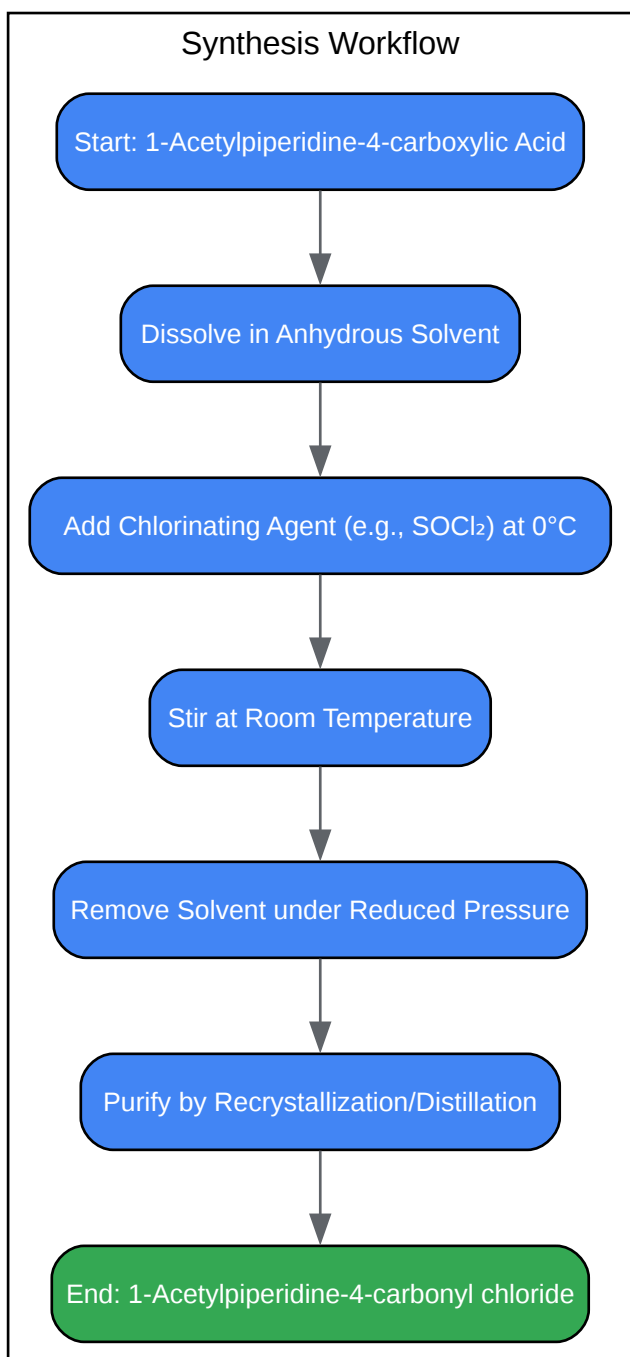 Synthesis Workflow
Start: 1-Acetylpiperidine-4-carboxylic Acid
Dissolve in Anhydrous Solvent
Add Chlorinating Agent (e.g., SOCl₂) at 0°C
Stir at Room Temperature
Remove Solvent under Reduced Pressure
Purify by Recrystallization/Distillation
End: 1-Acetylpiperidine-4-carbonyl chloride